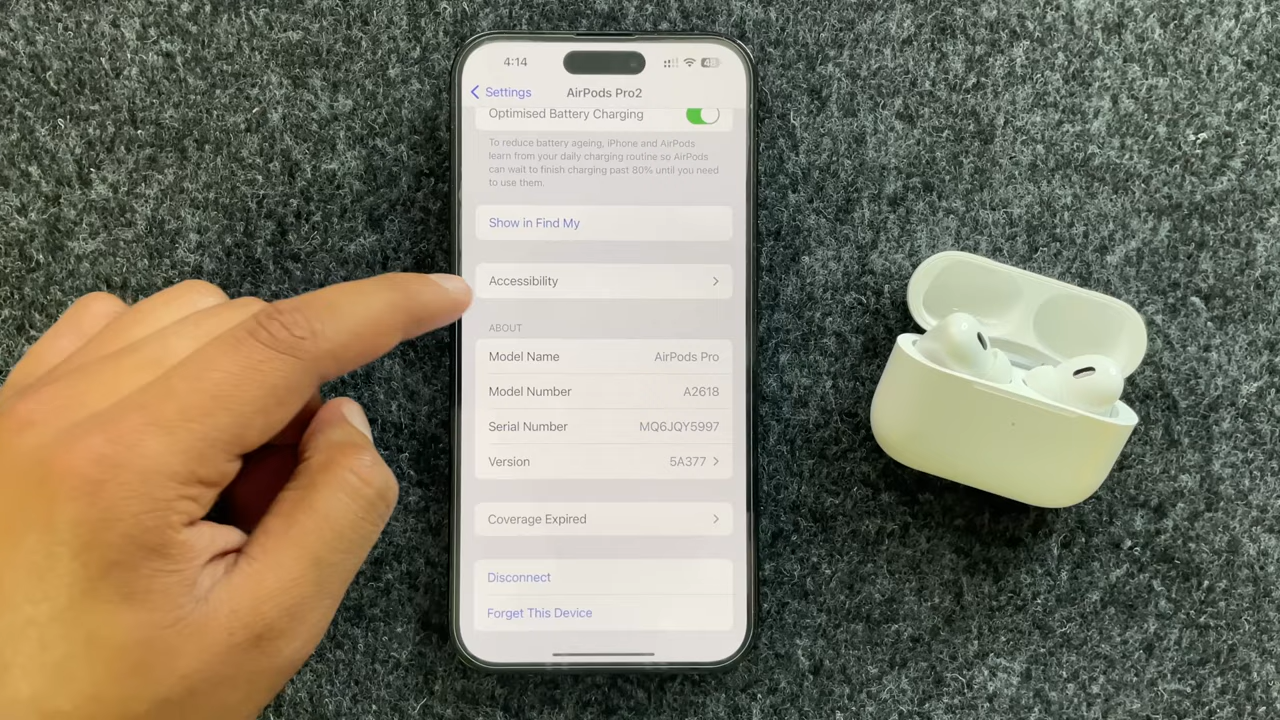 4:14
48
Settings
AirPods Pro2
Optimised Battery Charging
To reduce battery ageing, iPhone and AirPods
learn from your daily charging routine so AirPods
can wait to finish charging past 80% until you need
to use them.
Show in Find My
Accessibility
ABOUT
Model Name AirPods Pro
Model Number A2618
Serial Number MQ6JQY5997
Version 5A377
Coverage Expired
Disconnect
Forget This Device